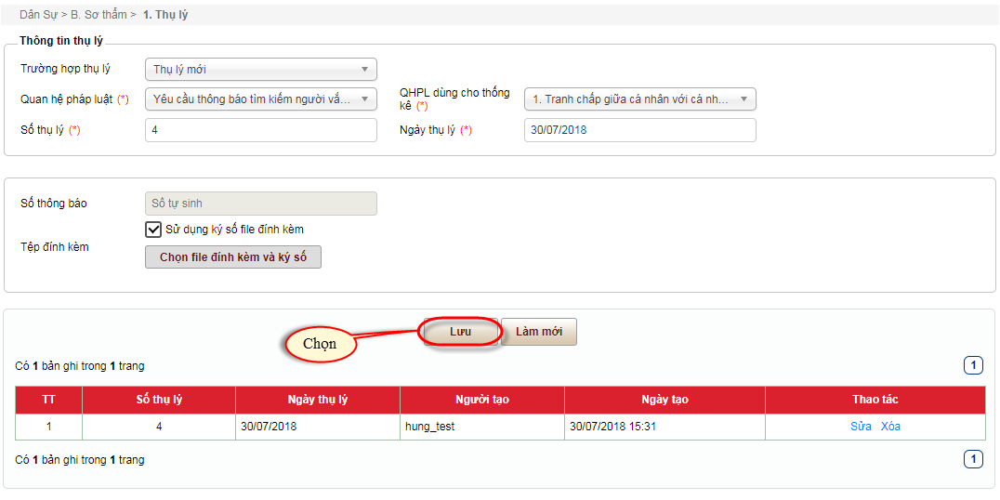 Dân Sự > B. Sơ thẩm > 1. Thụ lý
Thông tin thụ lý
Trường hợp thụ lý
Thụ lý mới
Quan hệ pháp luật (*)
Yêu cầu thông báo tìm kiếm người vắ...
QHPL dùng cho thống kê (*)
1. Tranh chấp giữa cá nhân với cá nh...
Số thụ lý (*)
4
Ngày thụ lý (*)
30/07/2018
Số thông báo
Số tự sinh
Sử dụng ký số file đính kèm
Tệp đính kèm
Chọn file đính kèm và ký số
Chọn
Lưu
Làm mới
Có 1 bản ghi trong 1 trang
1
TT Số thụ lý Ngày thụ lý Người tạo Ngày tạo Thao tác
1 4 30/07/2018 hung_test 30/07/2018 15:31 Sửa Xóa
Có 1 bản ghi trong 1 trang
1